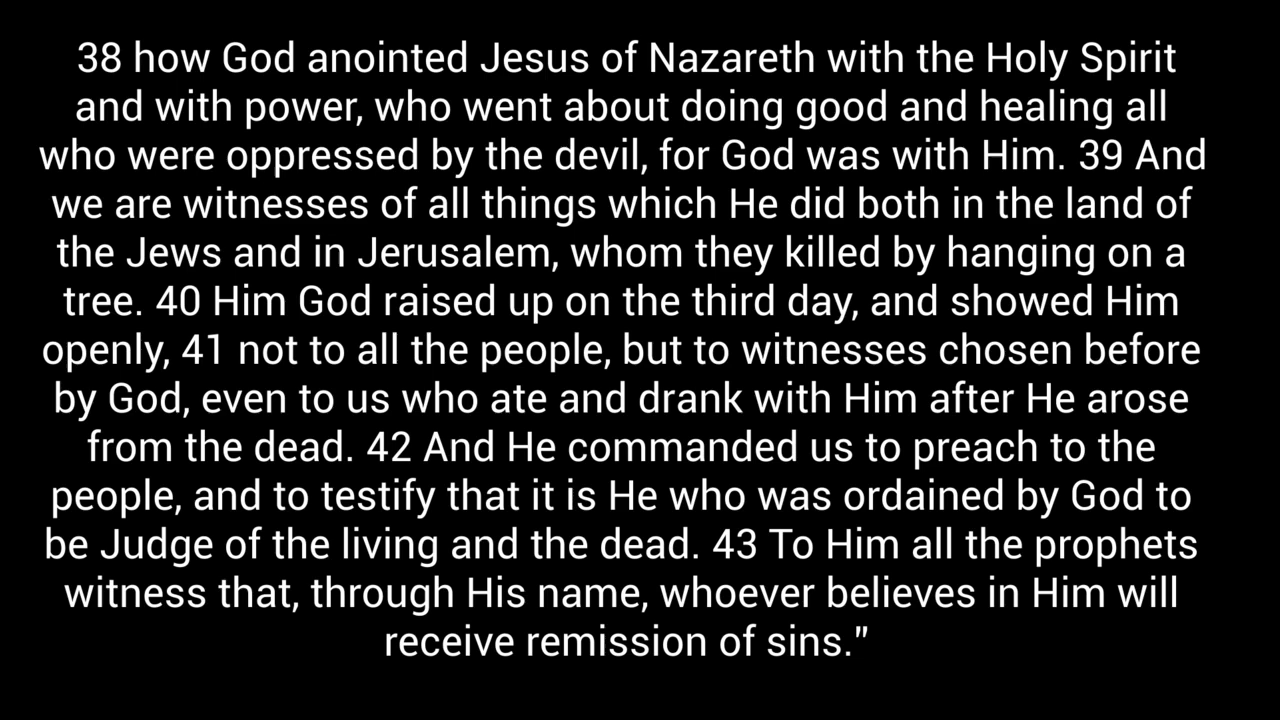 38 how God anointed Jesus of Nazareth with the Holy Spirit
and with power, who went about doing good and healing all
who were oppressed by the devil, for God was with Him. 39 And
we are witnesses of all things which He did both in the land of
the Jews and in Jerusalem, whom they killed by hanging on a
tree. 40 Him God raised up on the third day, and showed Him
openly, 41 not to all the people, but to witnesses chosen before
by God, even to us who ate and drank with Him after He arose
from the dead. 42 And He commanded us to preach to the
people, and to testify that it is He who was ordained by God to
be Judge of the living and the dead. 43 To Him all the prophets
witness that, through His name, whoever believes in Him will
receive remission of sins."